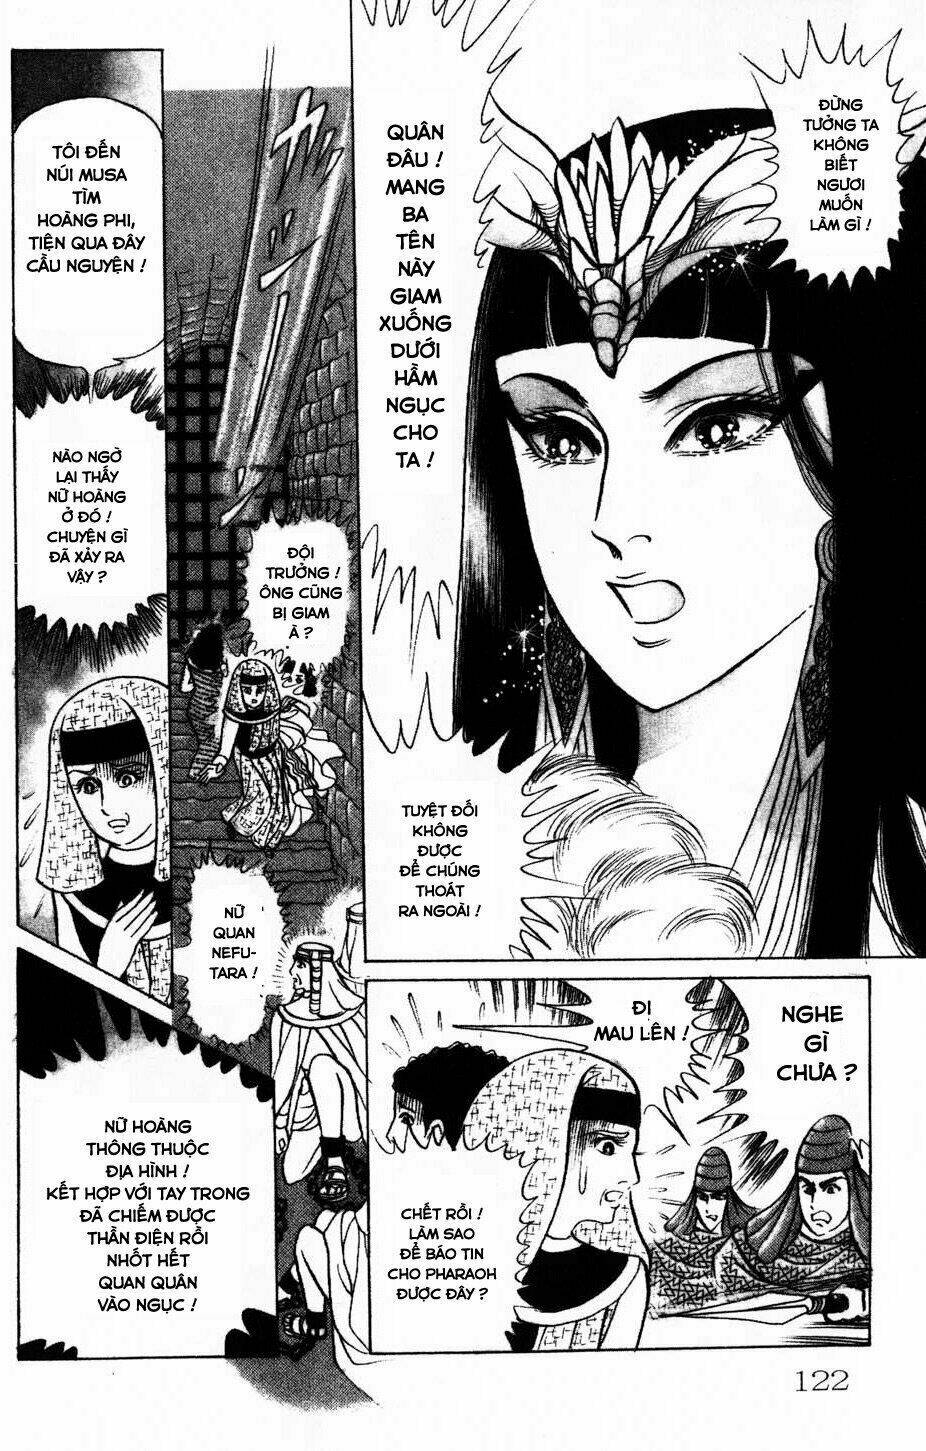 ĐỪNG
TƯỞNG TA
KHÔNG
BIẾT
NGƯƠI
MUỐN
LÀM GÌ !
QUÂN
ĐÂU !
MANG
BA
TÊN
NÀY
GIAM
XUỐNG
DƯỚI
HẦM
NGỤC
CHO
TA !
TUYỆT ĐỐI
KHÔNG
ĐƯỢC
ĐỂ CHÚNG
THOÁT
RA NGOÀI !
NGHE
GÌ
CHƯA ?
ĐỊ
MAU LÊN !
CHẾT RỒI !
LÀM SAO
ĐỂ BÁO TIN
CHO PHARAOH
ĐƯỢC ĐÂY ?
ガーーン
ĐỘI
TRƯỞNG !
ÔNG CŨNG
BỊ GIAM
À ?
NỮ
QUAN
NEFU-
TARA !
TÔI ĐẾN
NÚI MUSA
TÌM
HOÀNG PHI,
TIỆN QUA ĐÂY
CẦU NGUYỆN !
NÀO NGỜ
LẠI THẤY
NỮ HOÀNG
Ở ĐÓ !
CHUYỆN GÌ
ĐÃ XẢY RA
VẬY ?
NỮ HOÀNG
THÔNG THUỘC
ĐỊA HÌNH !
KẾT HỢP VỚI TAY TRONG
ĐÃ CHIẾM ĐƯỢC
THẦN ĐIỆN RỒI
NHỐT HẾT
QUAN QUÂN
VÀO NGỤC !
122